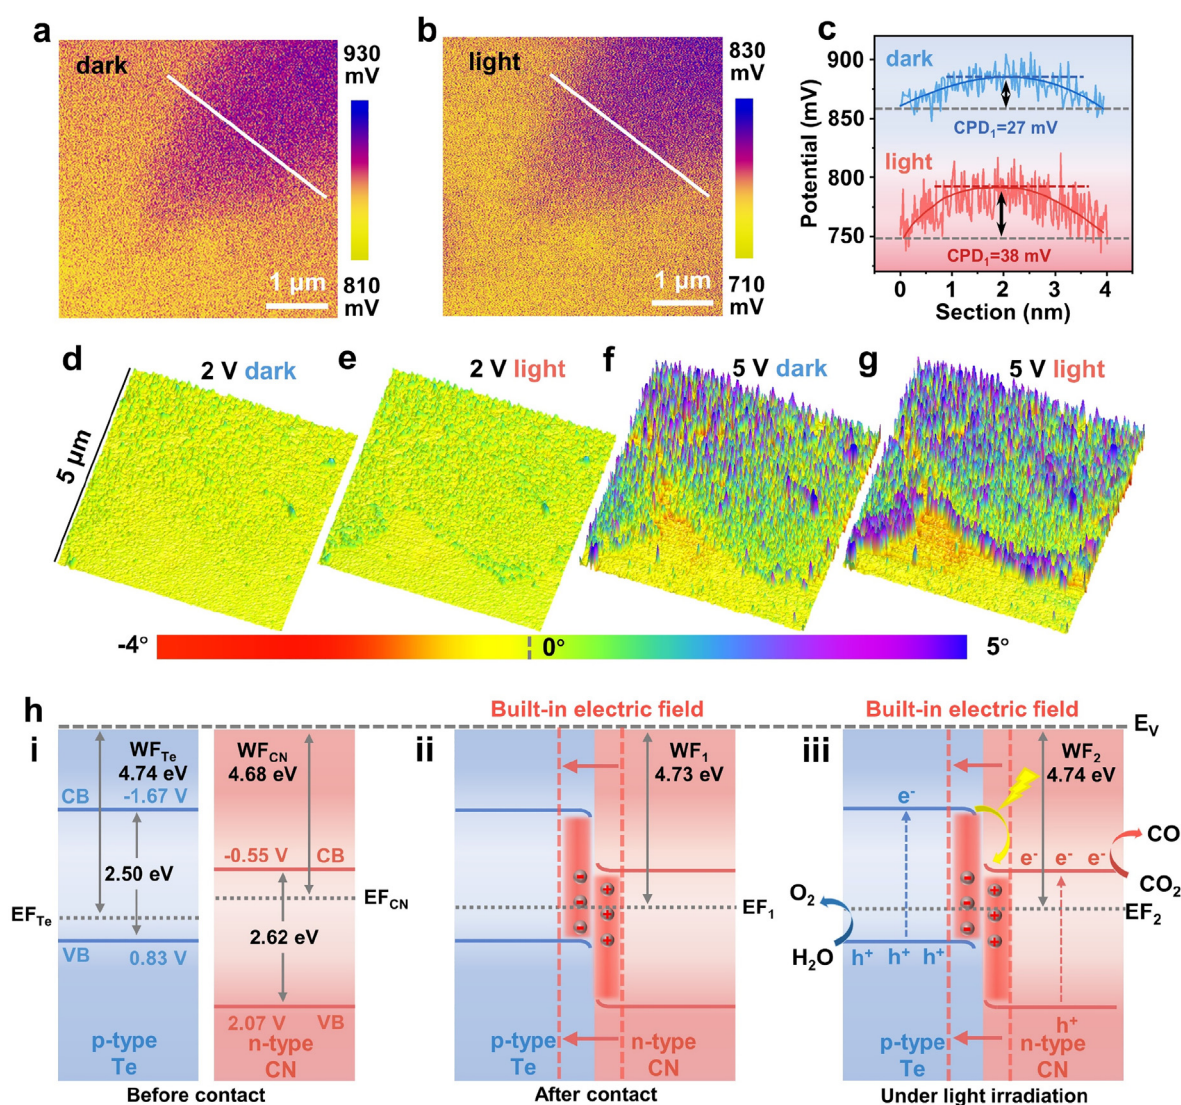 a
dark
1 μm
930
mV
810
mV
b
light
1 μm
830
mV
710
mV
c
900
850
800
750
Potential (mV)
dark
CPD₁=27 mV
light
CPD₁=38 mV
0 1 2 3 4
Section (nm)
d
2 V dark
5 μm
e
2 V light
f
5 V dark
g
5 V light
-4°
0°
5°
h
i
WF_Te
4.74 eV
CB -1.67 V
2.50 eV
EF_Te
VB 0.83 V
p-type
Te
WF_CN
4.68 eV
-0.55 V CB
EF_CN
2.62 eV
2.07 V VB
n-type
CN
Before contact
Built-in electric field
ii
WF₁
4.73 eV
- - - -
+ + + +
EF₁
p-type
Te
n-type
CN
After contact
Built-in electric field
E_V
iii
WF₂
4.74 eV
e⁻
e⁻ e⁻ e⁻
CO
CO₂
- - - -
+ + + +
O₂
H₂O
EF₂
h⁺ h⁺ h⁺
h⁺
p-type
Te
n-type
CN
Under light irradiation